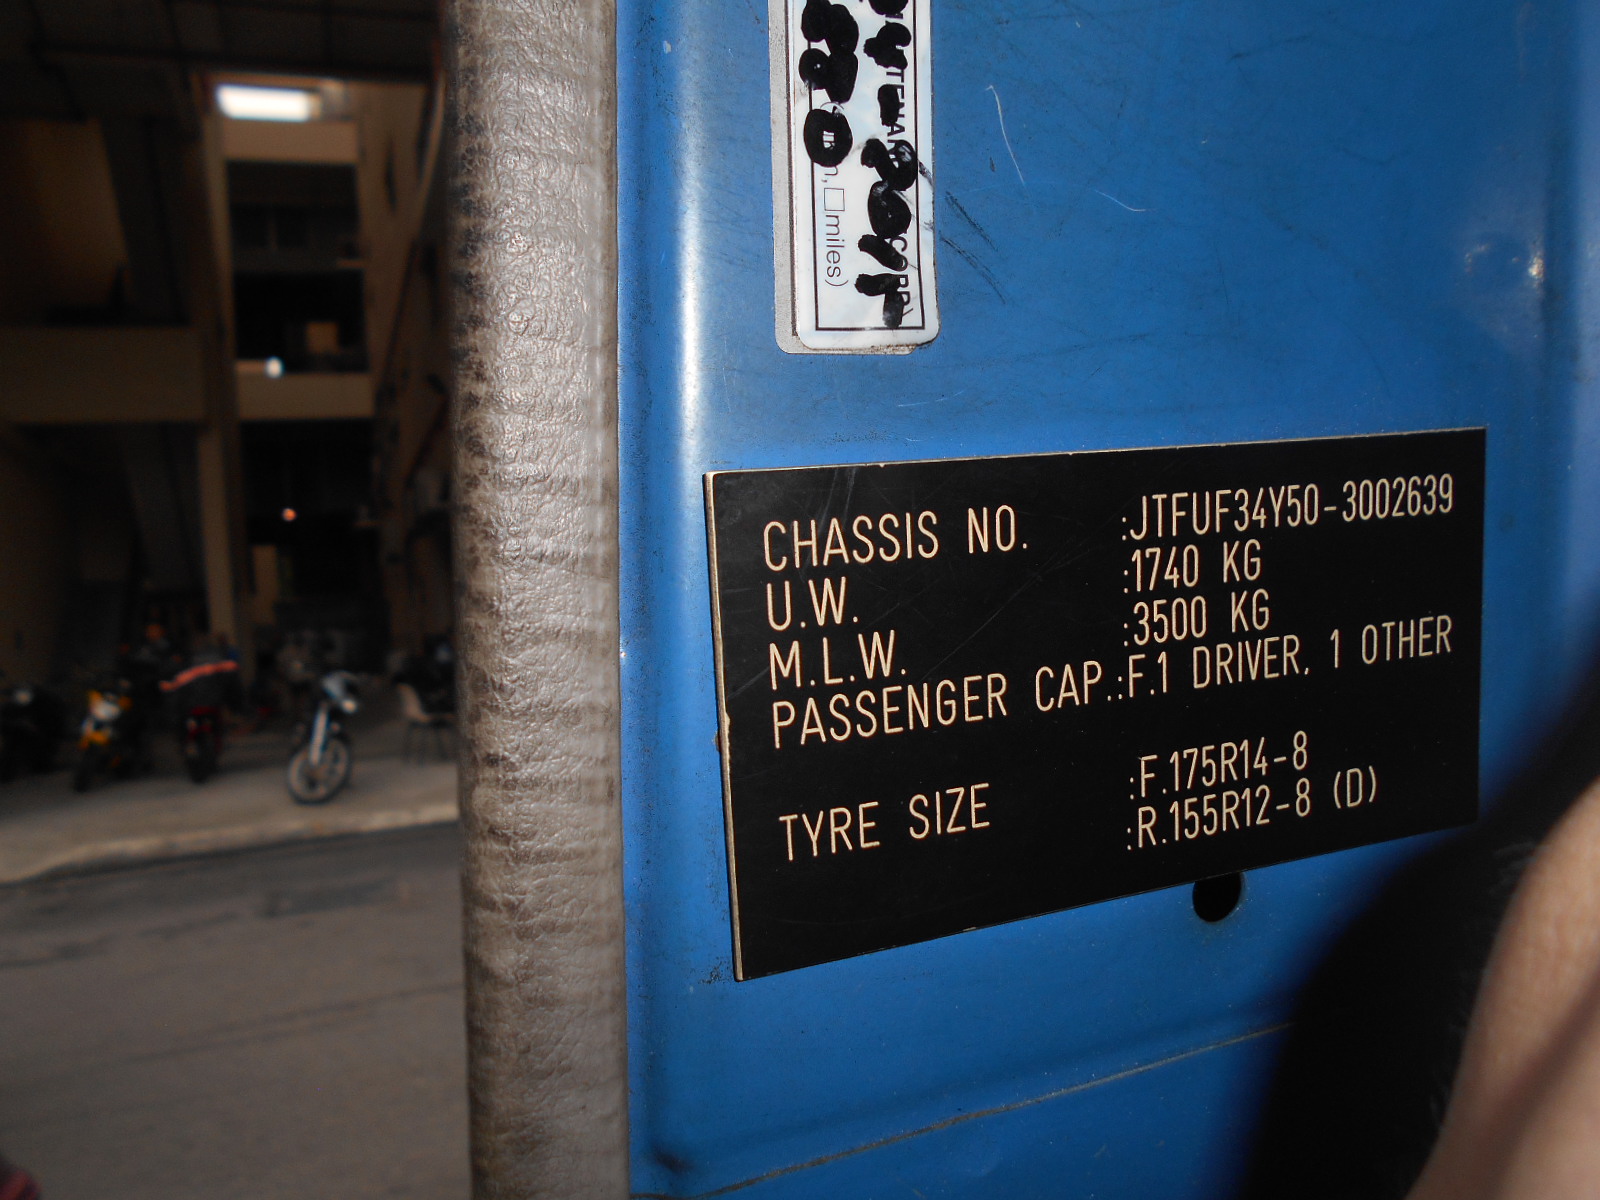 miles)
CHASSIS NO. :JTFUF34Y50-3002639
U.W. :1740 KG
M.L.W. :3500 KG
PASSENGER CAP.:F.1 DRIVER, 1 OTHER
:F.175R14-8
TYRE SIZE :R.155R12-8 (D)